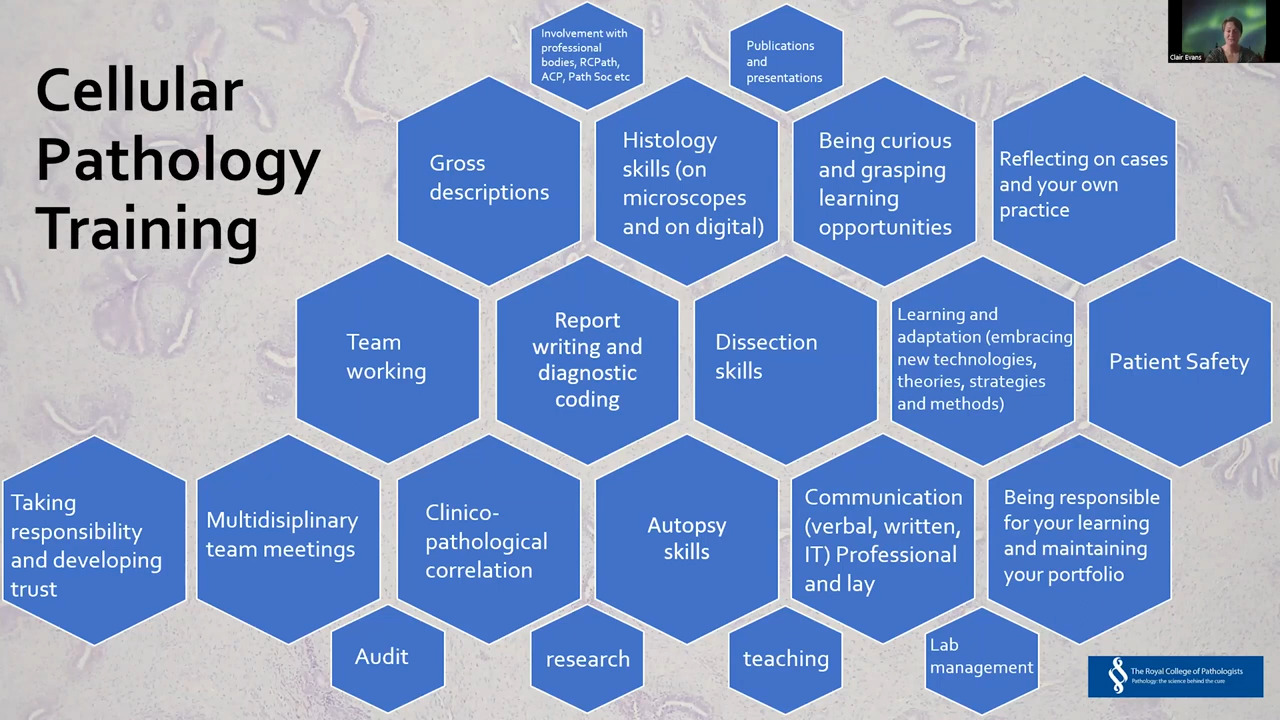 Cellular
Pathology
Training
Involvement with
professional
bodies, RCPath,
ACP, Path Soc etc
Publications
and
presentations
Clair Evans
Gross
descriptions
Histology
skills (on
microscopes
and on digital)
Being curious
and grasping
learning
opportunities
Reflecting on cases
and your own
practice
Team
working
Report
writing and
diagnostic
coding
Dissection
skills
Learning and
adaptation (embracing
new technologies,
theories, strategies
and methods)
Patient Safety
Taking
responsibility
and developing
trust
Multidisiplinary
team meetings
Clinico-
pathological
correlation
Autopsy
skills
Communication
(verbal, written,
IT) Professional
and lay
Being responsible
for your learning
and maintaining
your portfolio
Audit
research
teaching
Lab
management
The Royal College of Pathologists
Pathology: the science behind the cure